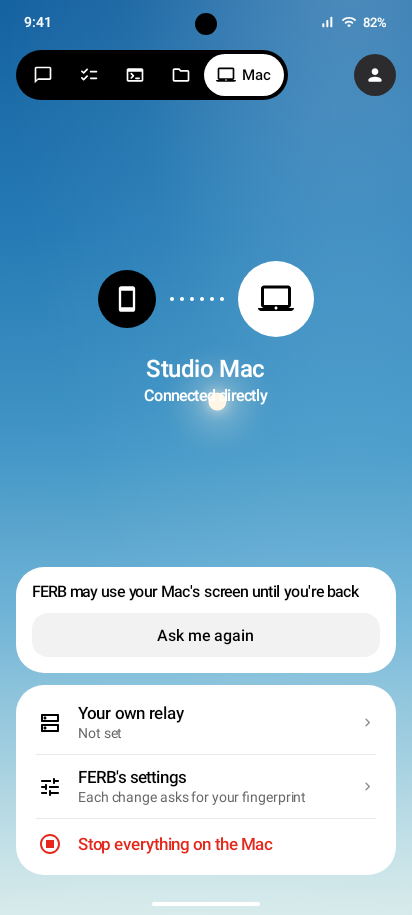 9:41
82%
Mac
Studio Mac
Connected directly
FERB may use your Mac's screen until you're back
Ask me again
Your own relay
Not set
FERB's settings
Each change asks for your fingerprint
Stop everything on the Mac